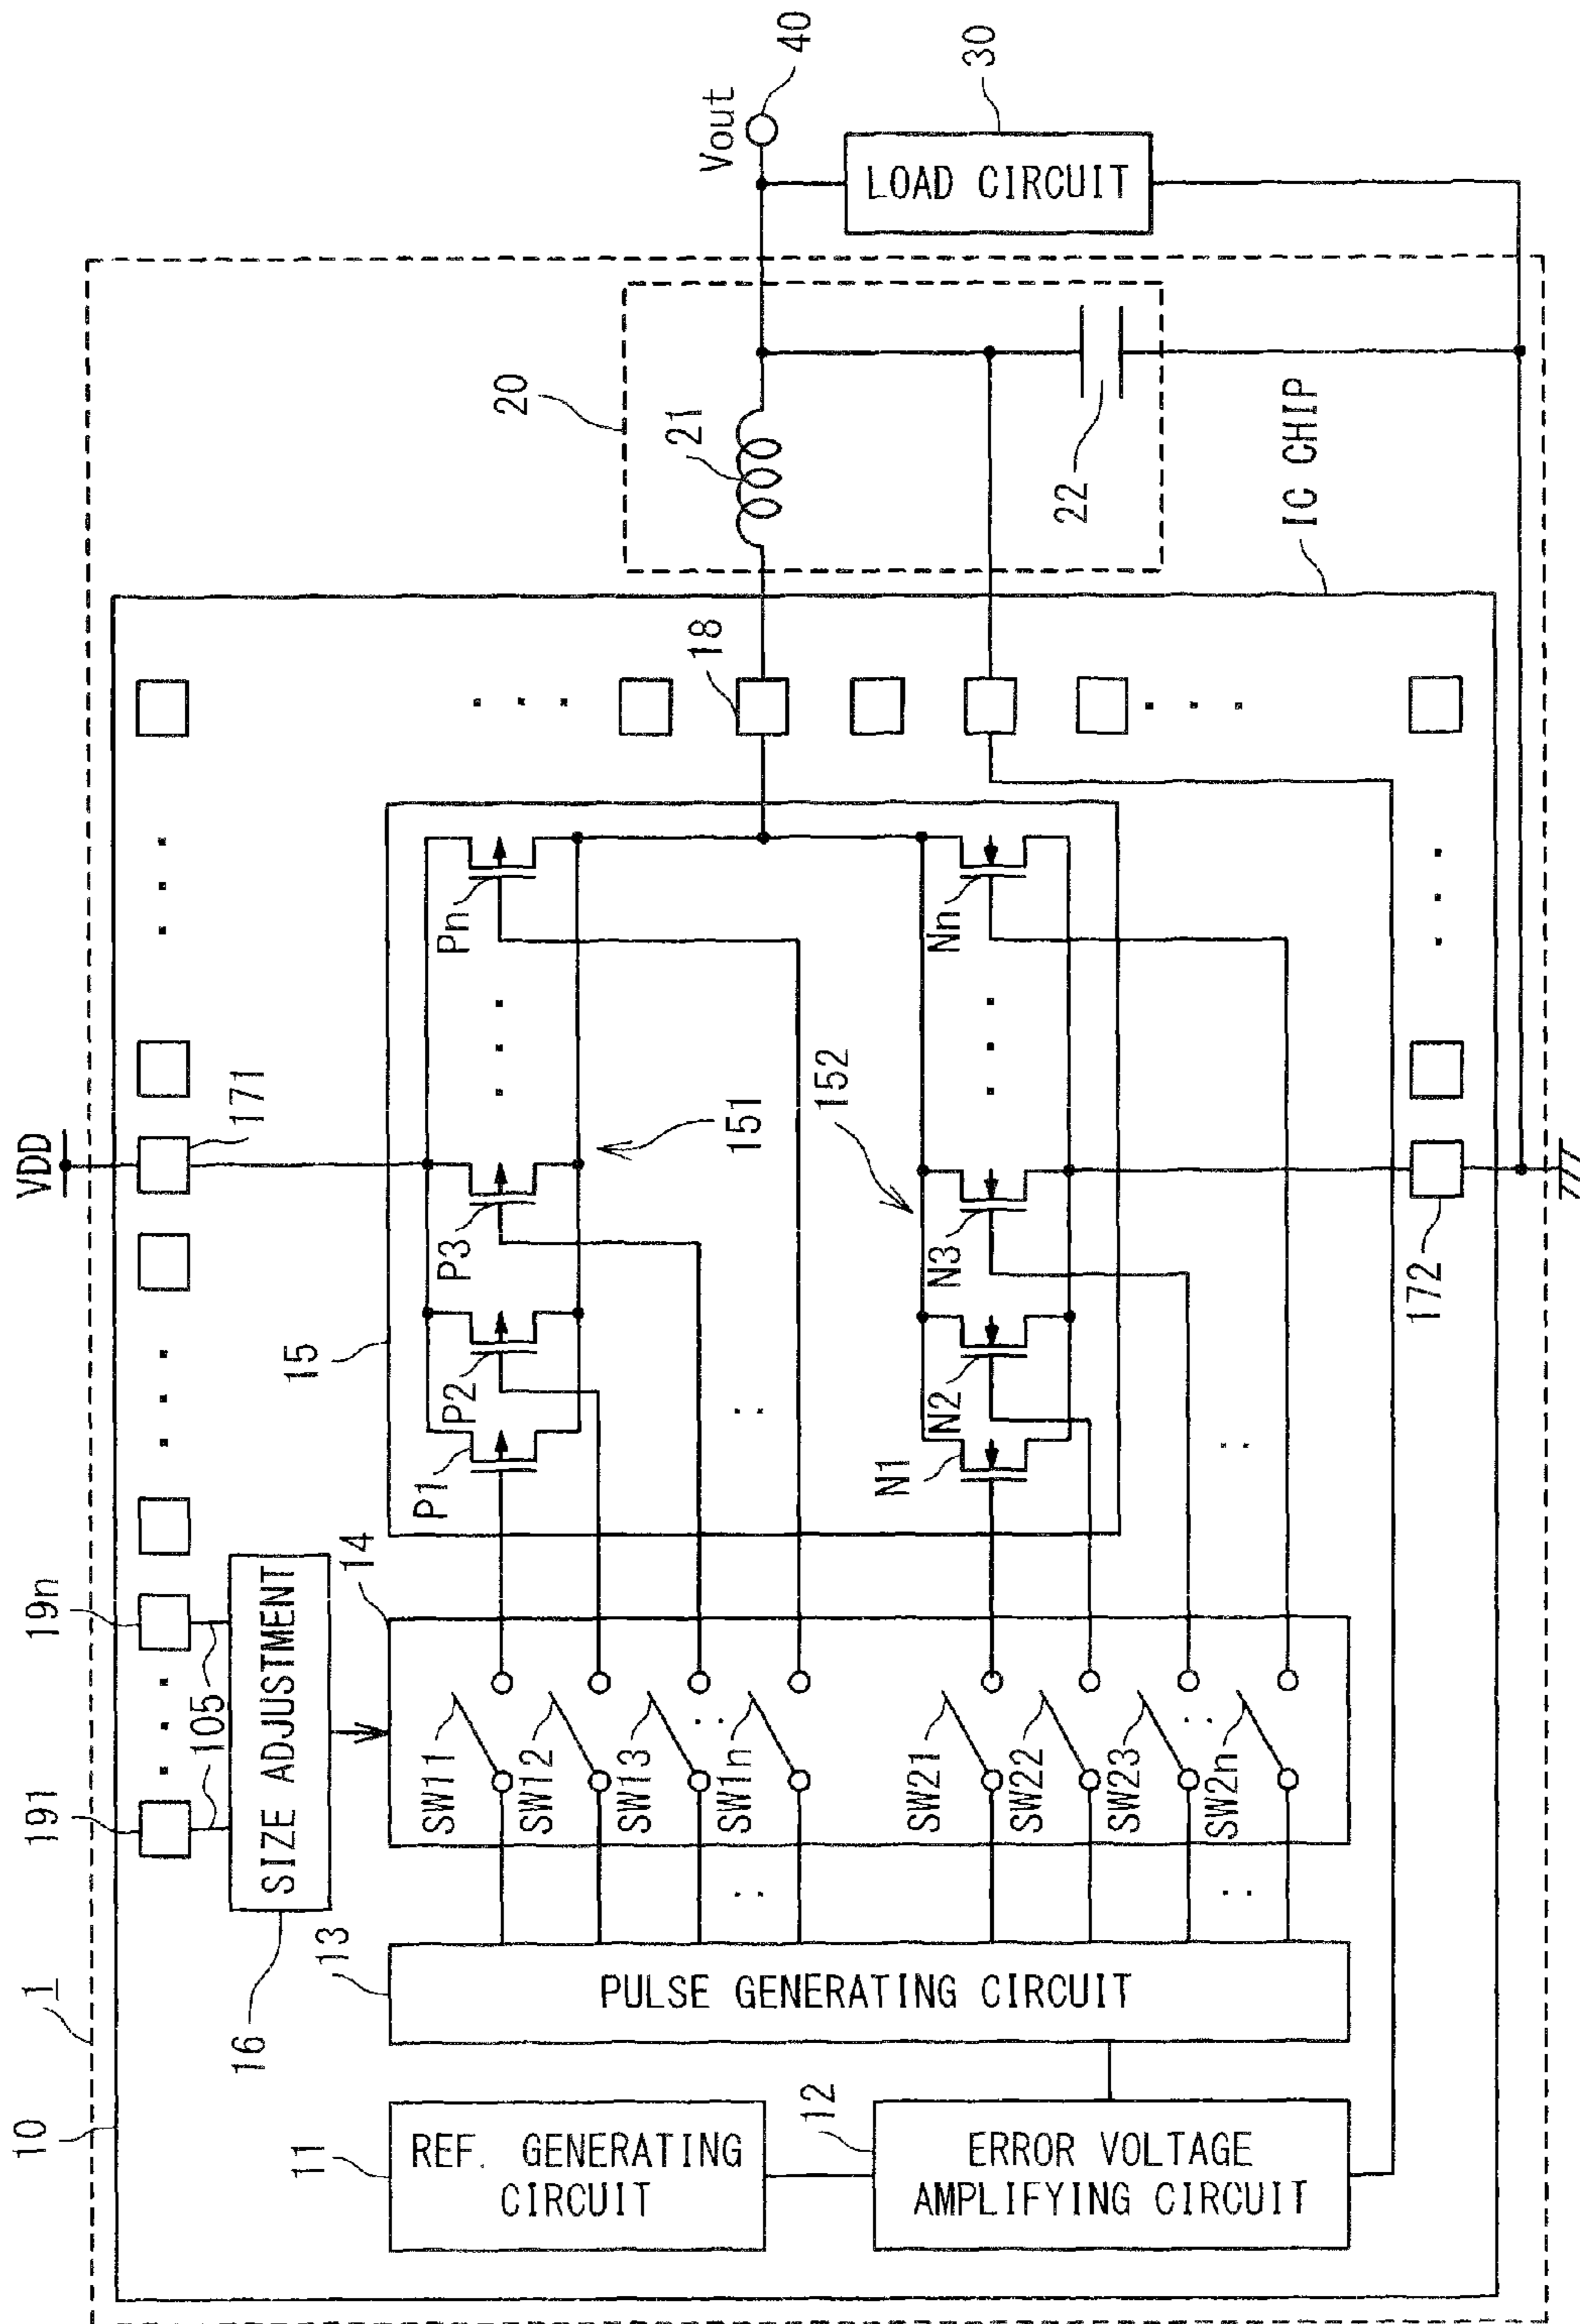 1
10
191
19n
105
SIZE ADJUSTMENT
16
VDD
171
14
15
13
PULSE GENERATING CIRCUIT
11
REF. GENERATING
CIRCUIT
12
ERROR VOLTAGE
AMPLIFYING CIRCUIT
SW11
SW12
SW13
SW1n
SW21
SW22
SW23
SW2n
P1
P2
P3
Pn
151
152
N1
N2
N3
Nn
172
18
IC CHIP
20
21
22
Vout
40
30
LOAD CIRCUIT